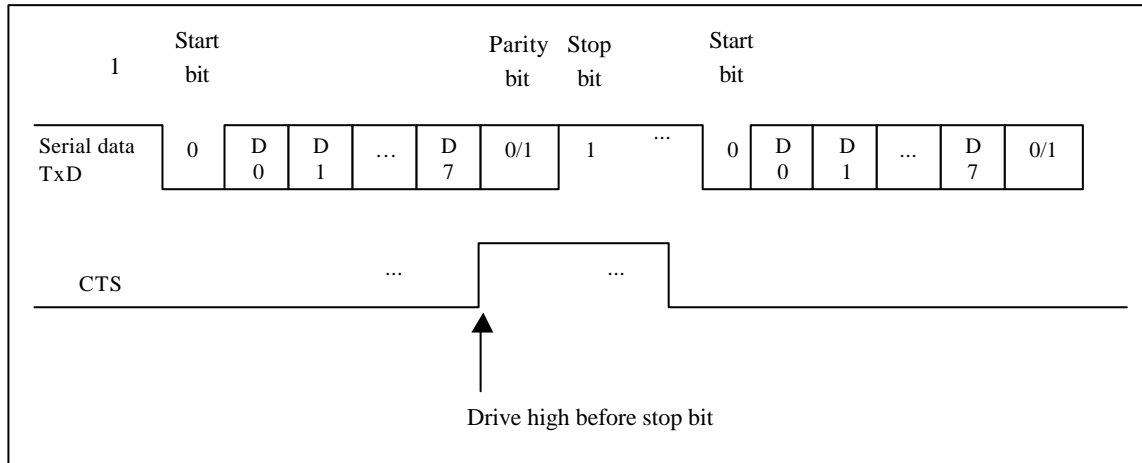 Start bit
Parity bit
Stop bit
Start bit
1
Serial data TxD
0
D 0
D 1
...
D 7
0/1
1
...
0
D 0
D 1
...
D 7
0/1
CTS
...
...
Drive high before stop bit